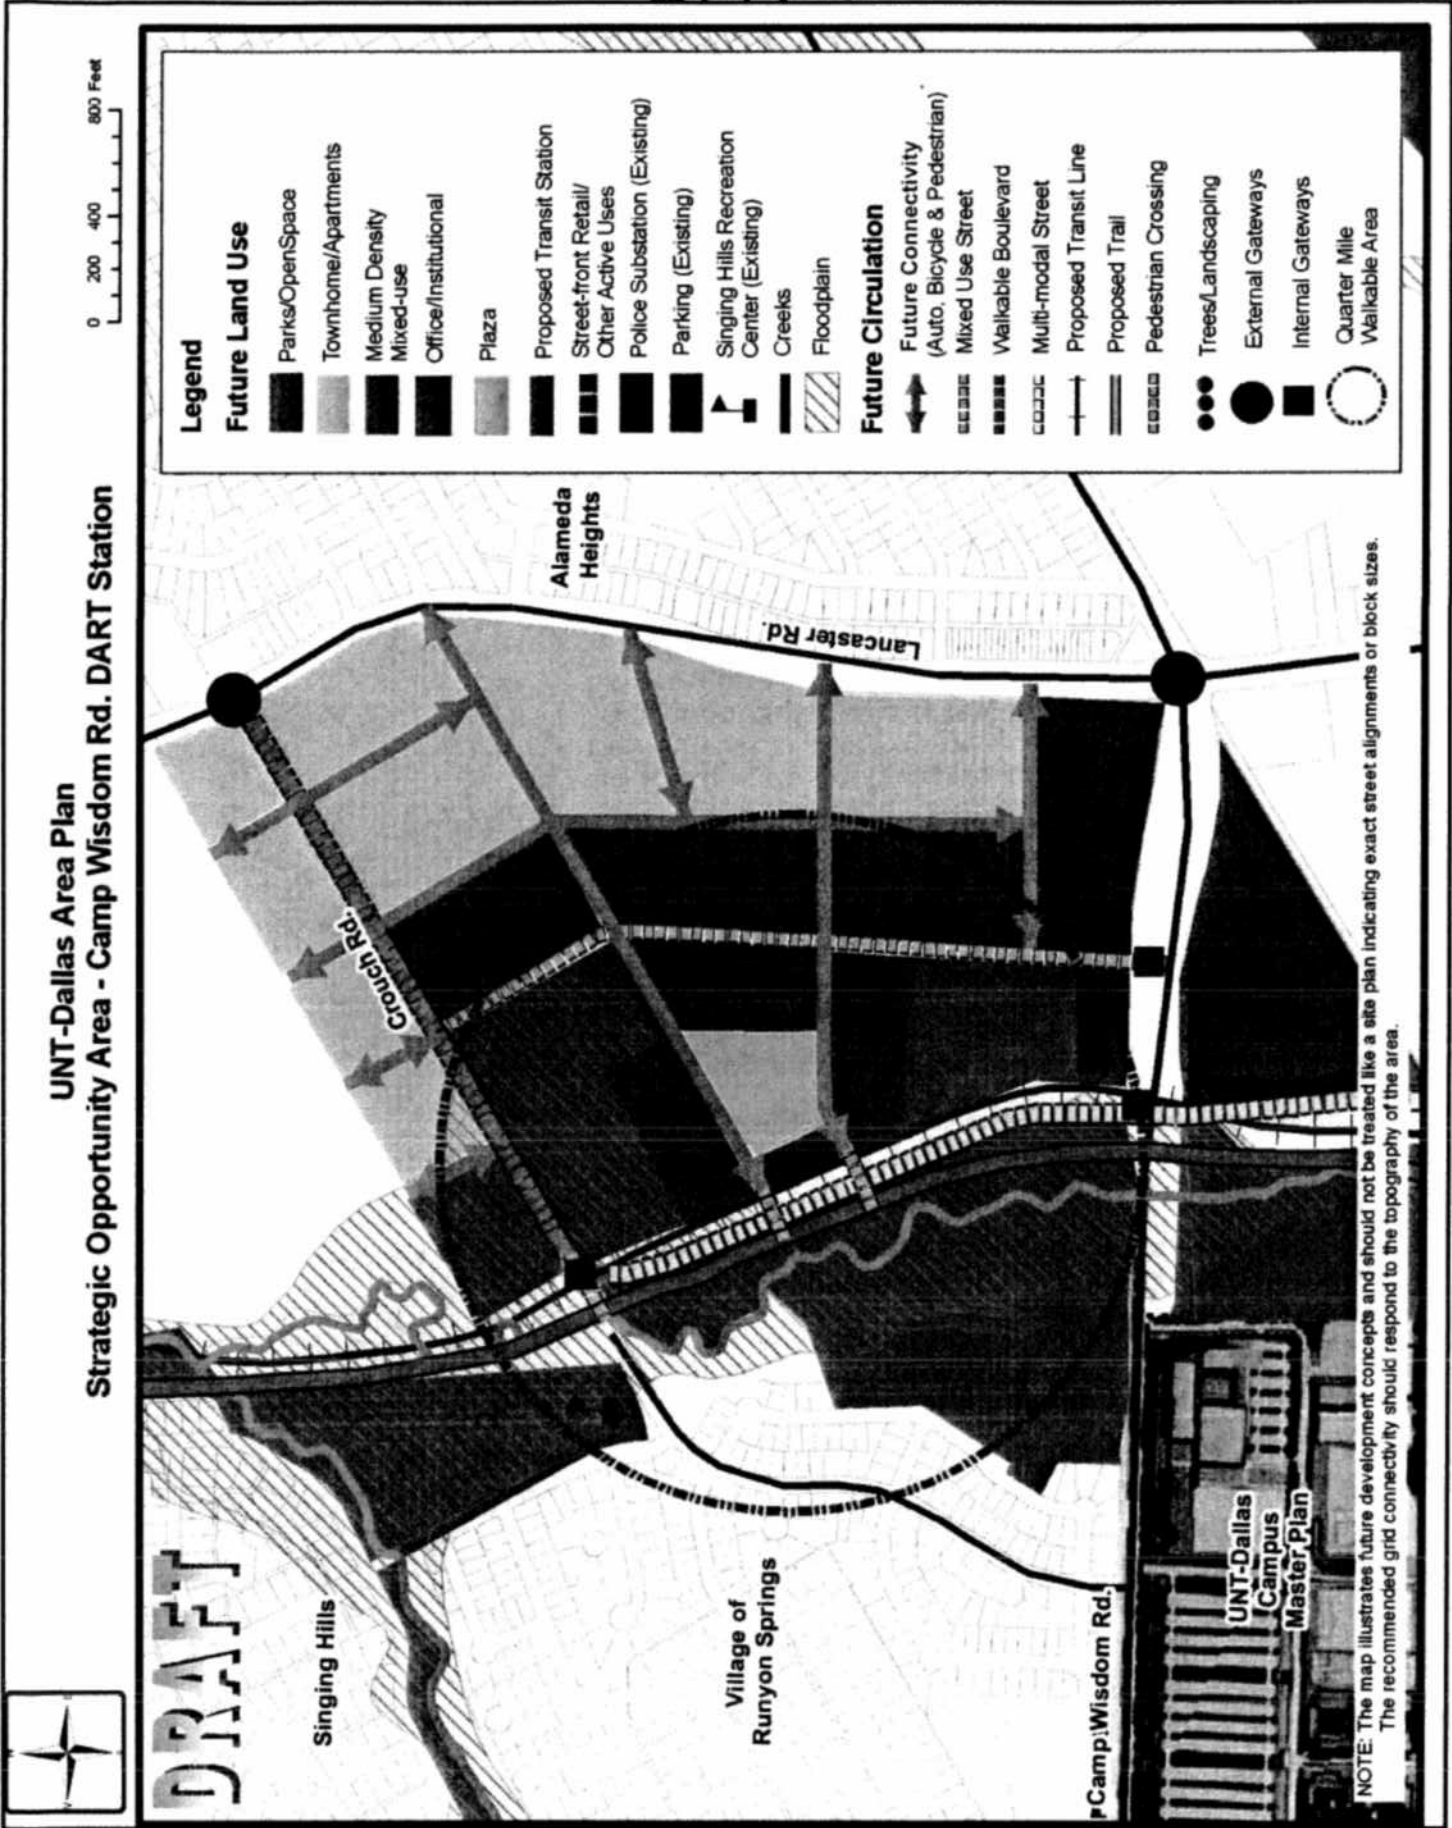 UNT-Dallas Area Plan
Strategic Opportunity Area - Camp Wisdom Rd. DART Station
0 200 400 800 Feet
DRAFT
Singing Hills
Village of
Runyon Springs
Crouch Rd.
Alameda
Heights
Lancaster Rd.
Camp Wisdom Rd.
UNT-Dallas
Campus
Master Plan
Legend
Future Land Use
Parks/OpenSpace
Townhome/Apartments
Medium Density
Mixed-use
Office/Institutional
Plaza
Proposed Transit Station
Street-front Retail/
Other Active Uses
Police Substation (Existing)
Parking (Existing)
Singing Hills Recreation
Center (Existing)
Creeks
Floodplain
Future Circulation
Future Connectivity
(Auto, Bicycle & Pedestrian)
Mixed Use Street
Walkable Boulevard
Multi-modal Street
Proposed Transit Line
Proposed Trail
Pedestrian Crossing
Trees/Landscaping
External Gateways
Internal Gateways
Quarter Mile
Walkable Area
NOTE: The map illustrates future development concepts and should not be treated like a site plan indicating exact street alignments or block sizes.
The recommended grid connectivity should respond to the topography of the area.